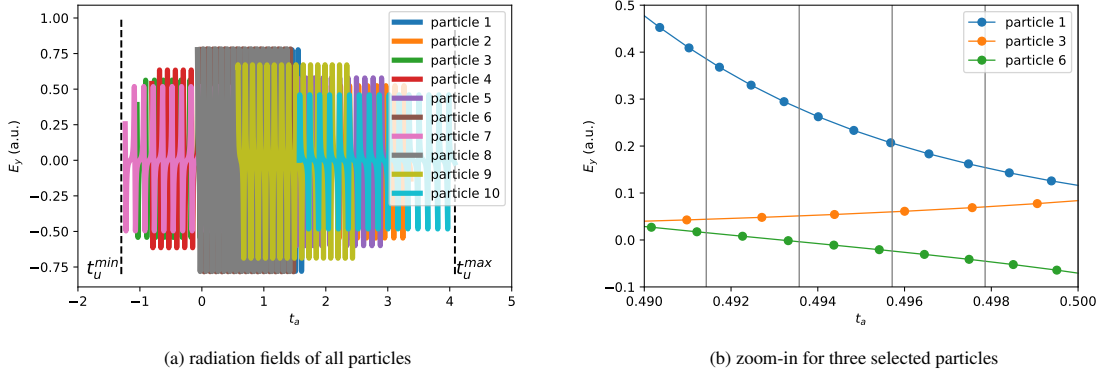 1.00
0.75
0.50
0.25
0.00
−0.25
−0.50
−0.75
E_y (a.u.)
t_u^{min}
t_u^{max}
particle 1
particle 2
particle 3
particle 4
particle 5
particle 6
particle 7
particle 8
particle 9
particle 10
−2 −1 0 1 2 3 4 5
t_a
(a) radiation fields of all particles
0.5
0.4
0.3
0.2
0.1
0.0
−0.1
E_y (a.u.)
particle 1
particle 3
particle 6
0.490 0.492 0.494 0.496 0.498 0.500
t_a
(b) zoom-in for three selected particles